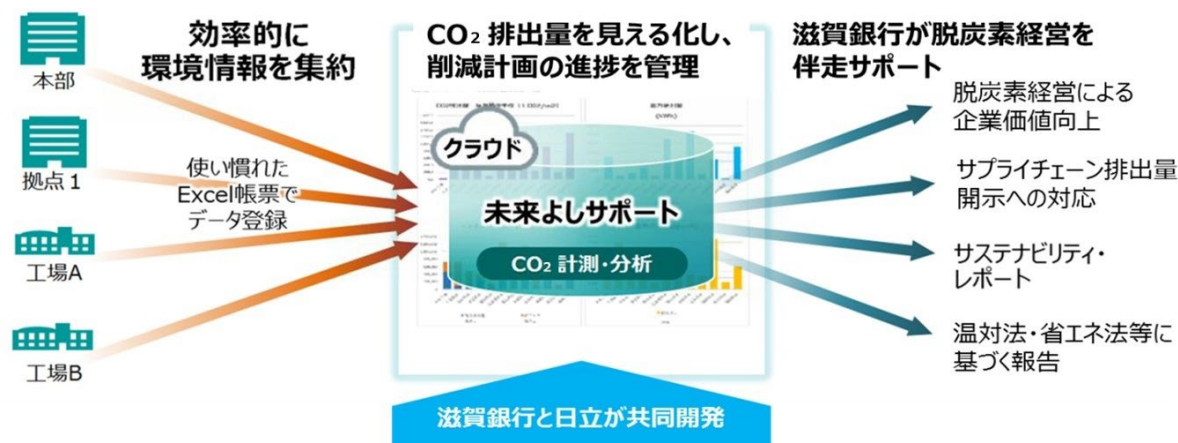 本部
拠点1
工場A
工場B
効率的に
環境情報を集約
使い慣れた
Excel帳票で
データ登録
CO₂ 排出量を見える化し、
削減計画の進捗を管理
クラウド
未来よしサポート
CO₂ 計測・分析
滋賀銀行と日立が共同開発
滋賀銀行が脱炭素経営を
伴走サポート
脱炭素経営による
企業価値向上
サプライチェーン排出量
開示への対応
サステナビリティ・
レポート
温対法・省エネ法等に
基づく報告